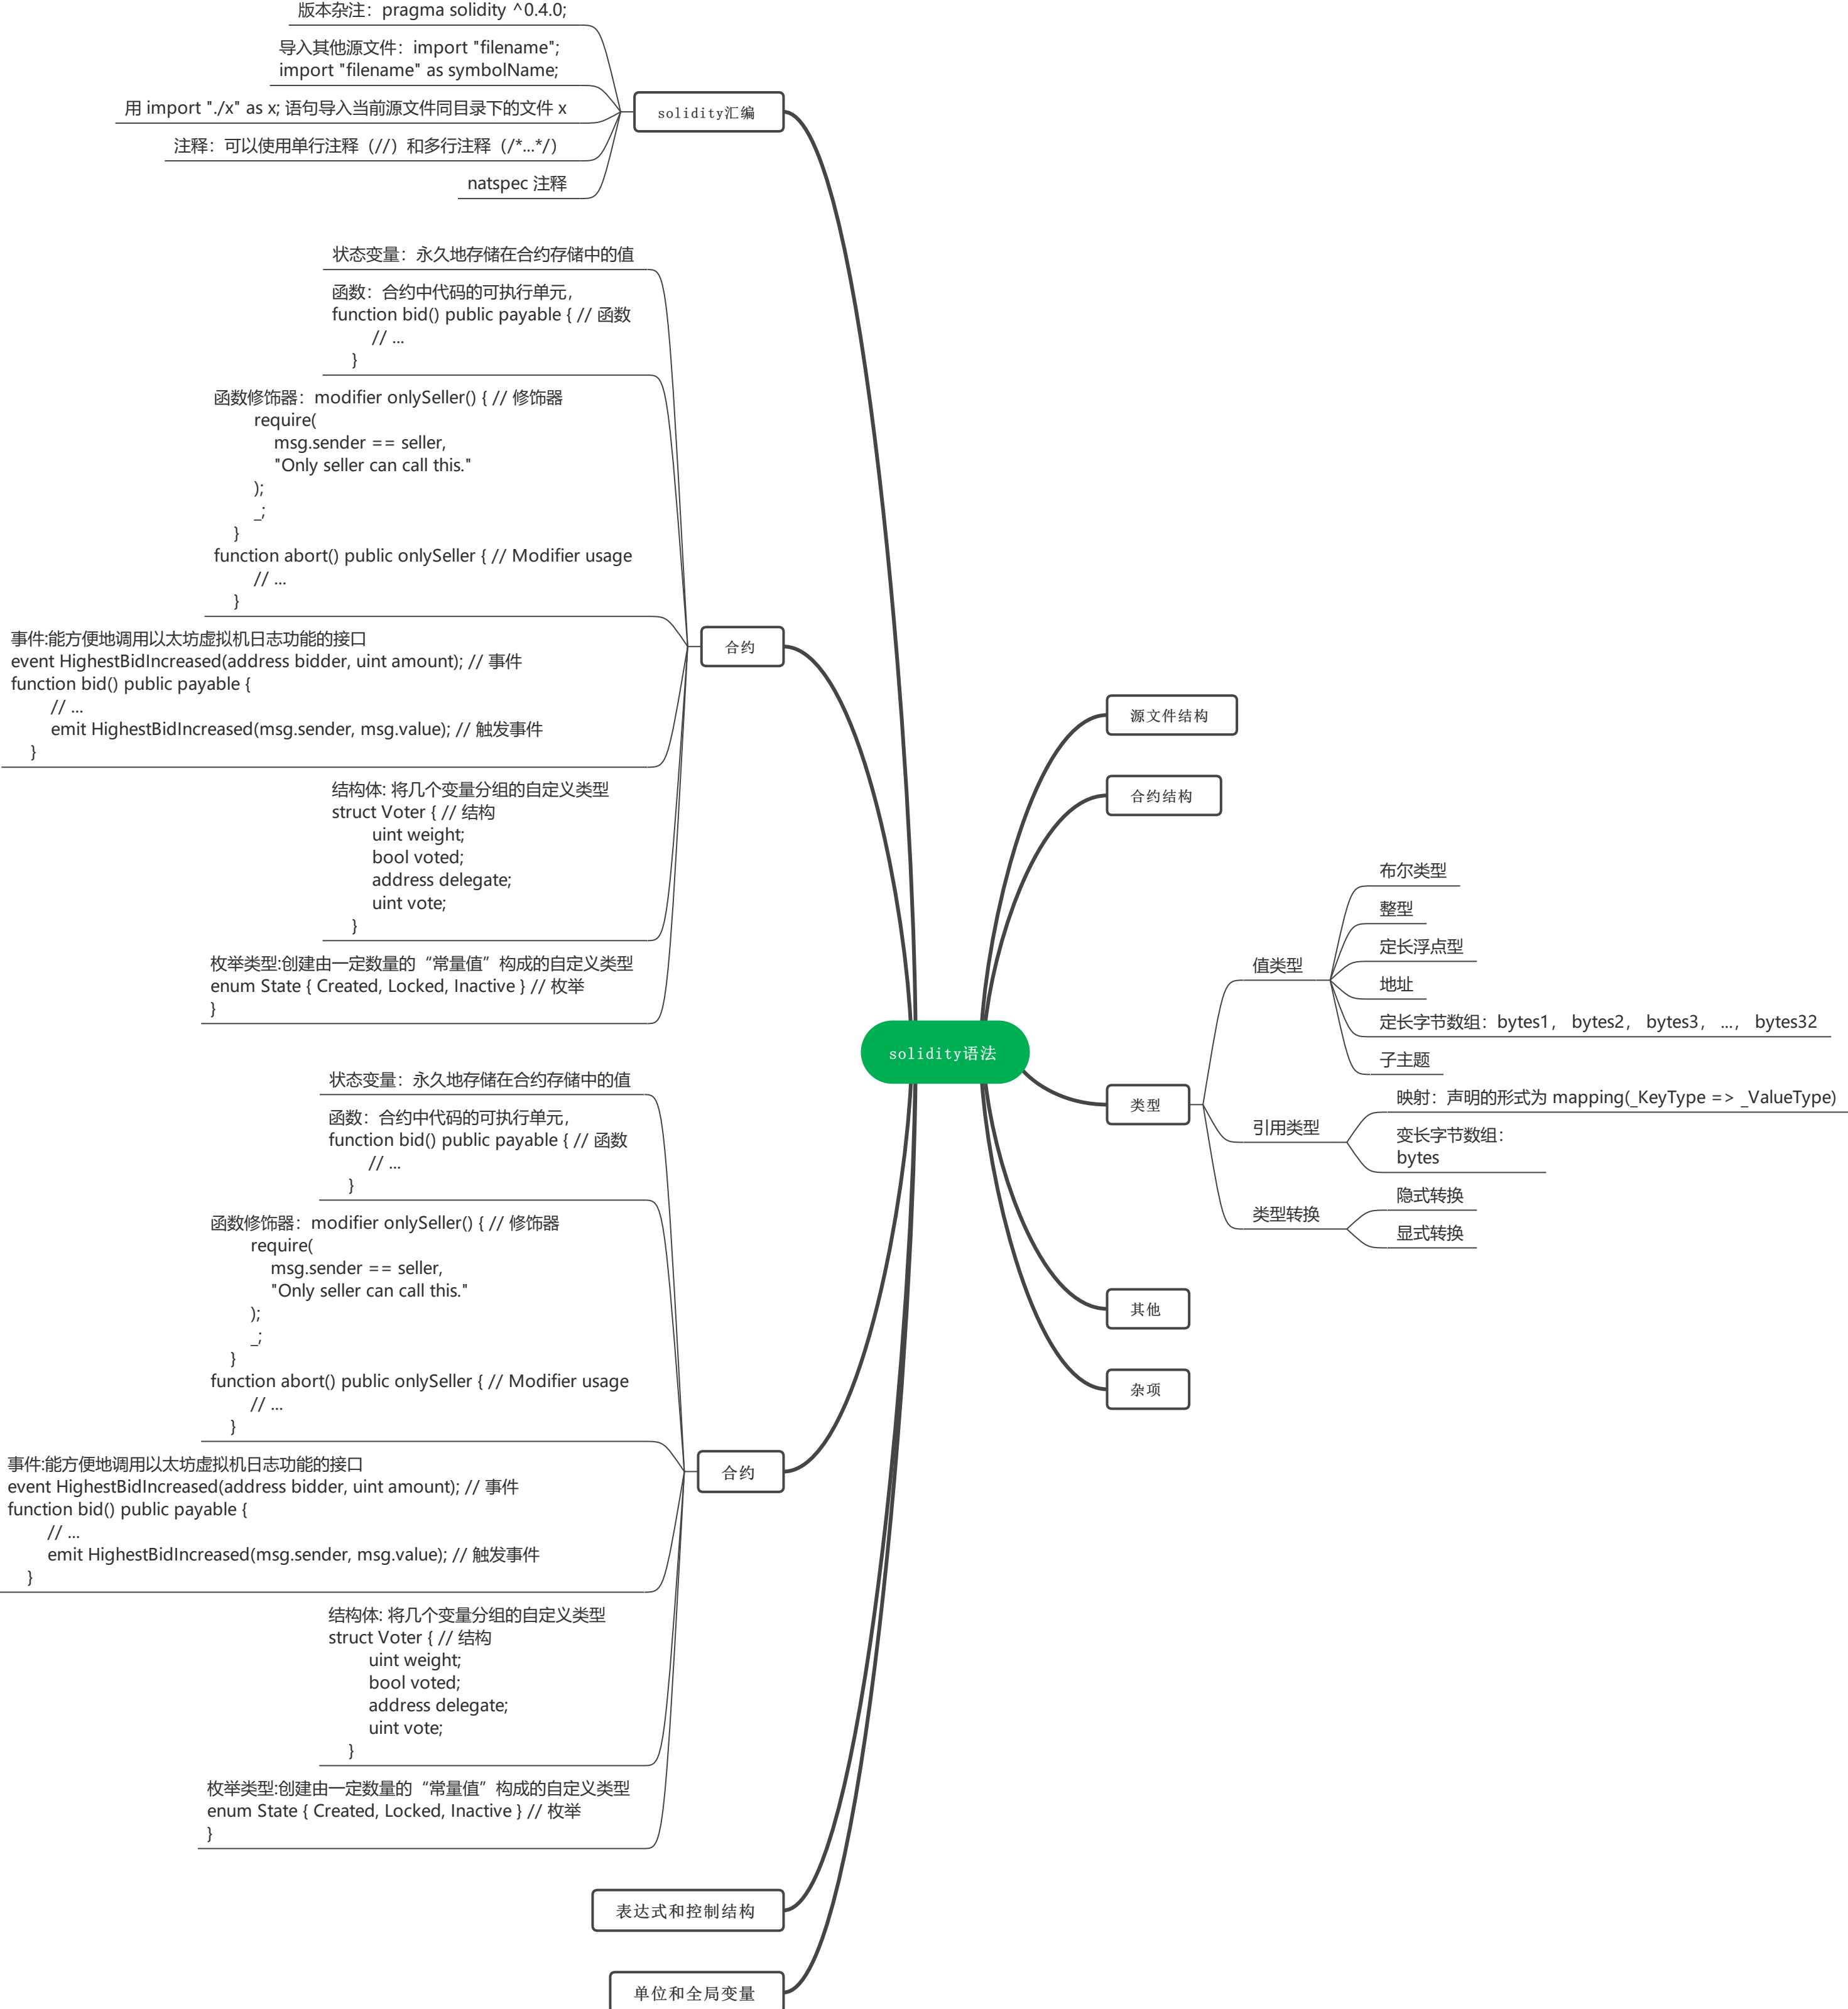 版本杂注：pragma solidity ^0.4.0;
导入其他源文件：import "filename";
import "filename" as symbolName;
用 import "./x" as x; 语句导入当前源文件同目录下的文件 x
注释：可以使用单行注释（//）和多行注释（/*...*/）
natspec 注释
solidity汇编
状态变量：永久地存储在合约存储中的值
函数：合约中代码的可执行单元，
function bid() public payable { // 函数
// ...
}
函数修饰器：modifier onlySeller() { // 修饰器
require(
msg.sender == seller,
"Only seller can call this."
);
_;
}
function abort() public onlySeller { // Modifier usage
// ...
}
事件:能方便地调用以太坊虚拟机日志功能的接口
event HighestBidIncreased(address bidder, uint amount); // 事件
function bid() public payable {
// ...
emit HighestBidIncreased(msg.sender, msg.value); // 触发事件
}
结构体: 将几个变量分组的自定义类型
struct Voter { // 结构
uint weight;
bool voted;
address delegate;
uint vote;
}
枚举类型:创建由一定数量的“常量值”构成的自定义类型
enum State { Created, Locked, Inactive } // 枚举
}
合约
状态变量：永久地存储在合约存储中的值
函数：合约中代码的可执行单元，
function bid() public payable { // 函数
// ...
}
函数修饰器：modifier onlySeller() { // 修饰器
require(
msg.sender == seller,
"Only seller can call this."
);
_;
}
function abort() public onlySeller { // Modifier usage
// ...
}
事件:能方便地调用以太坊虚拟机日志功能的接口
event HighestBidIncreased(address bidder, uint amount); // 事件
function bid() public payable {
// ...
emit HighestBidIncreased(msg.sender, msg.value); // 触发事件
}
结构体: 将几个变量分组的自定义类型
struct Voter { // 结构
uint weight;
bool voted;
address delegate;
uint vote;
}
枚举类型:创建由一定数量的“常量值”构成的自定义类型
enum State { Created, Locked, Inactive } // 枚举
}
合约
表达式和控制结构
单位和全局变量
solidity语法
源文件结构
合约结构
类型
值类型
布尔类型
整型
定长浮点型
地址
定长字节数组：bytes1， bytes2， bytes3， ...， bytes32
子主题
引用类型
映射：声明的形式为 mapping(_KeyType => _ValueType)
变长字节数组：
bytes
类型转换
隐式转换
显式转换
其他
杂项